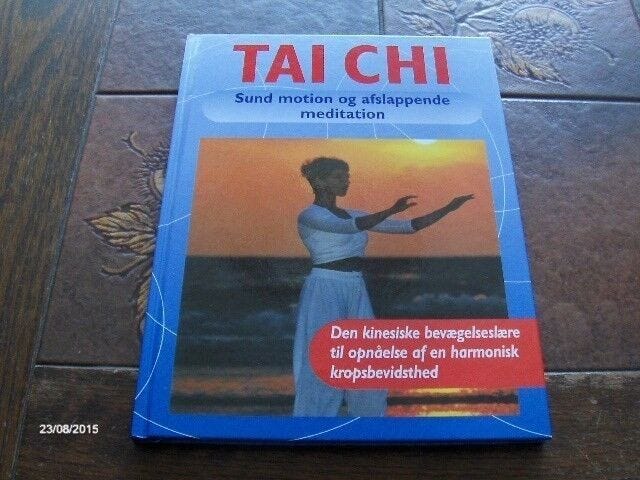 TAI CHI
Sund motion og afslappende
meditation
Den kinesiske bevægelseslære
til opnåelse af en harmonisk
kropsbevidsthed
23/08/2015